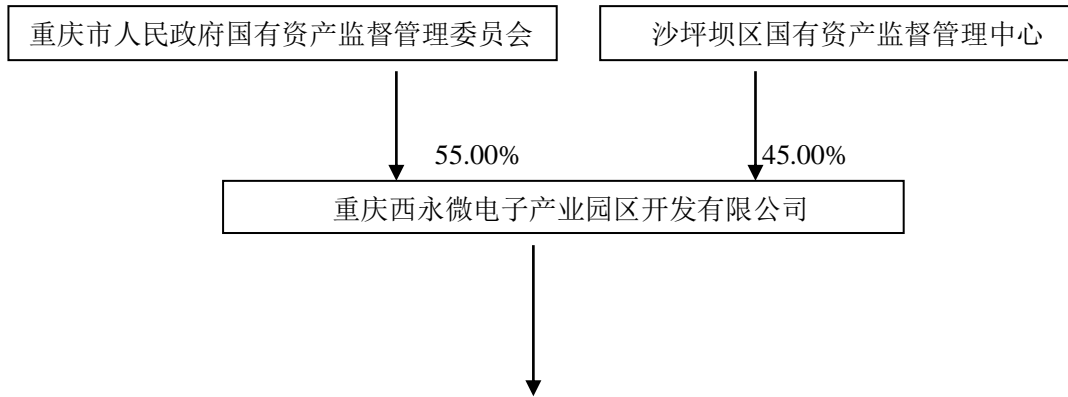 重庆市人民政府国有资产监督管理委员会
沙坪坝区国有资产监督管理中心
55.00%
45.00%
重庆西永微电子产业园区开发有限公司